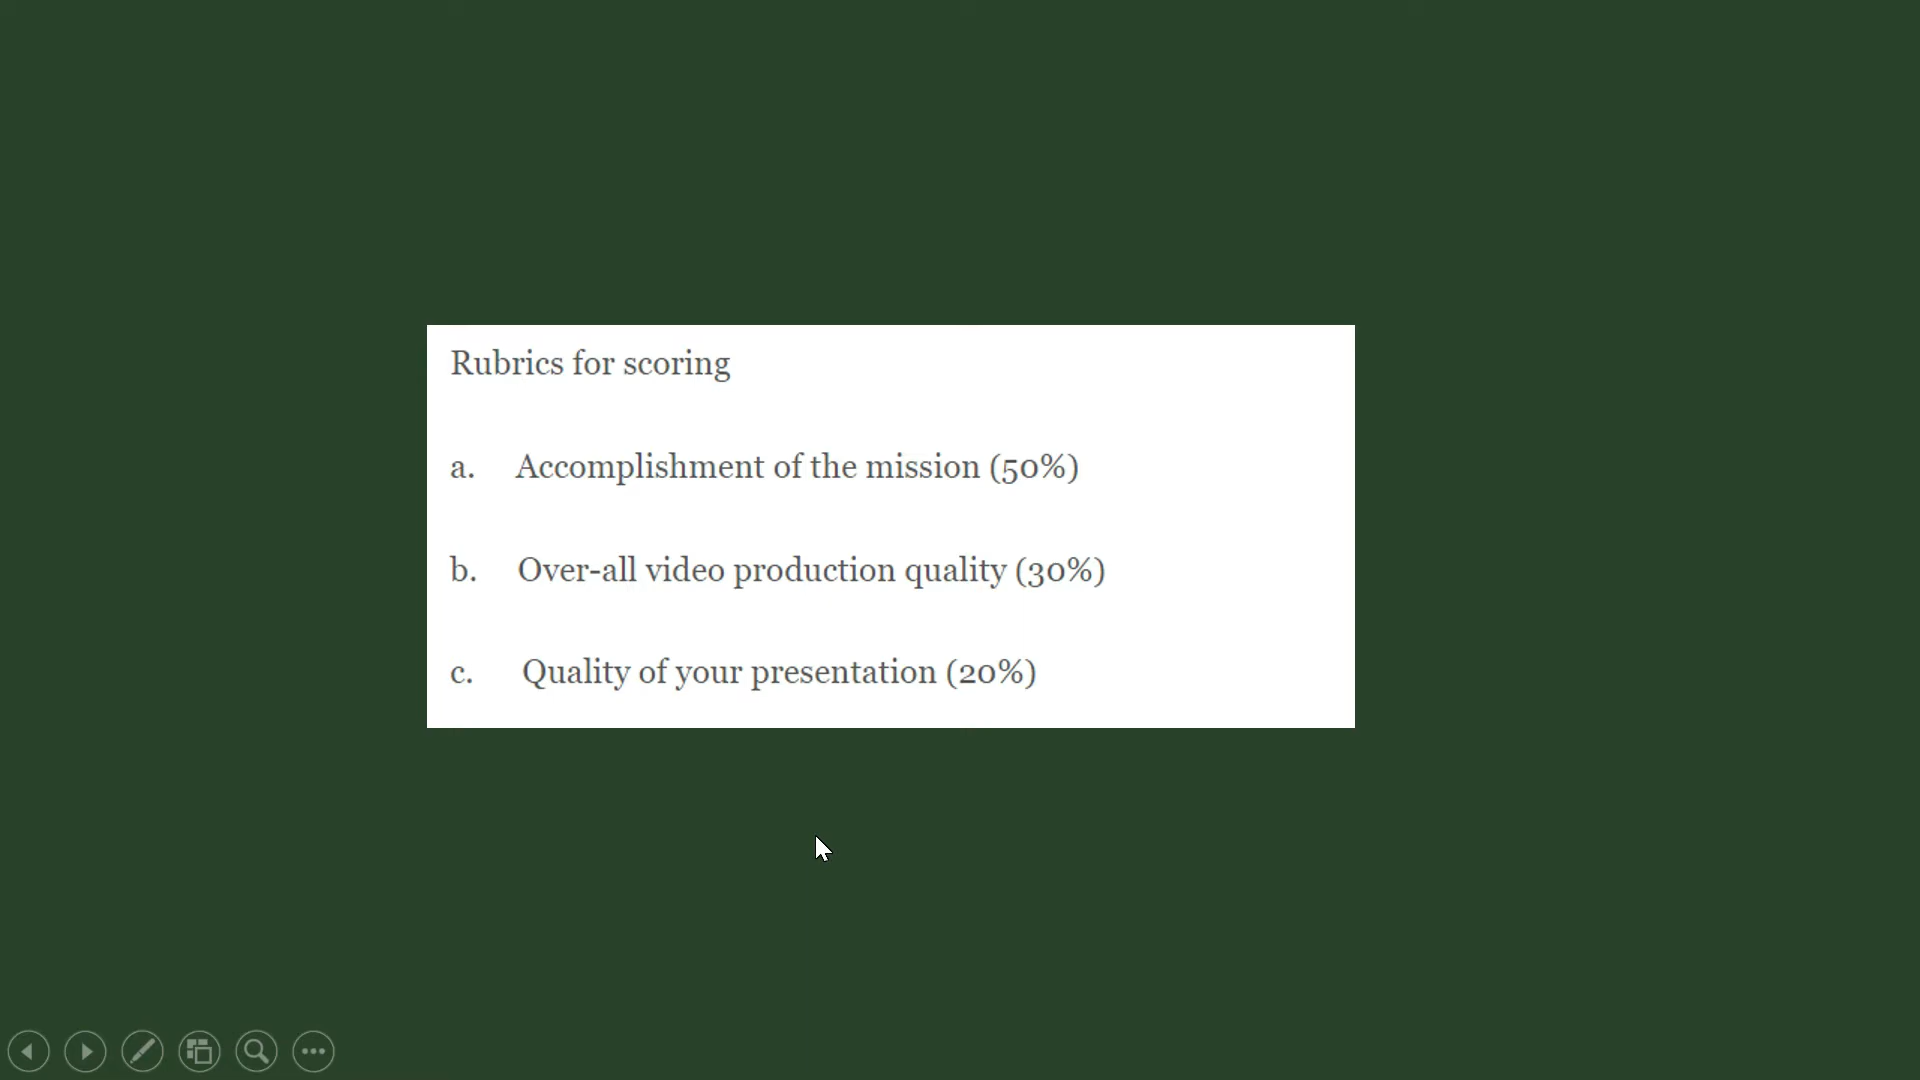 Rubrics for scoring
a. Accomplishment of the mission (50%)
b. Over-all video production quality (30%)
c. Quality of your presentation (20%)